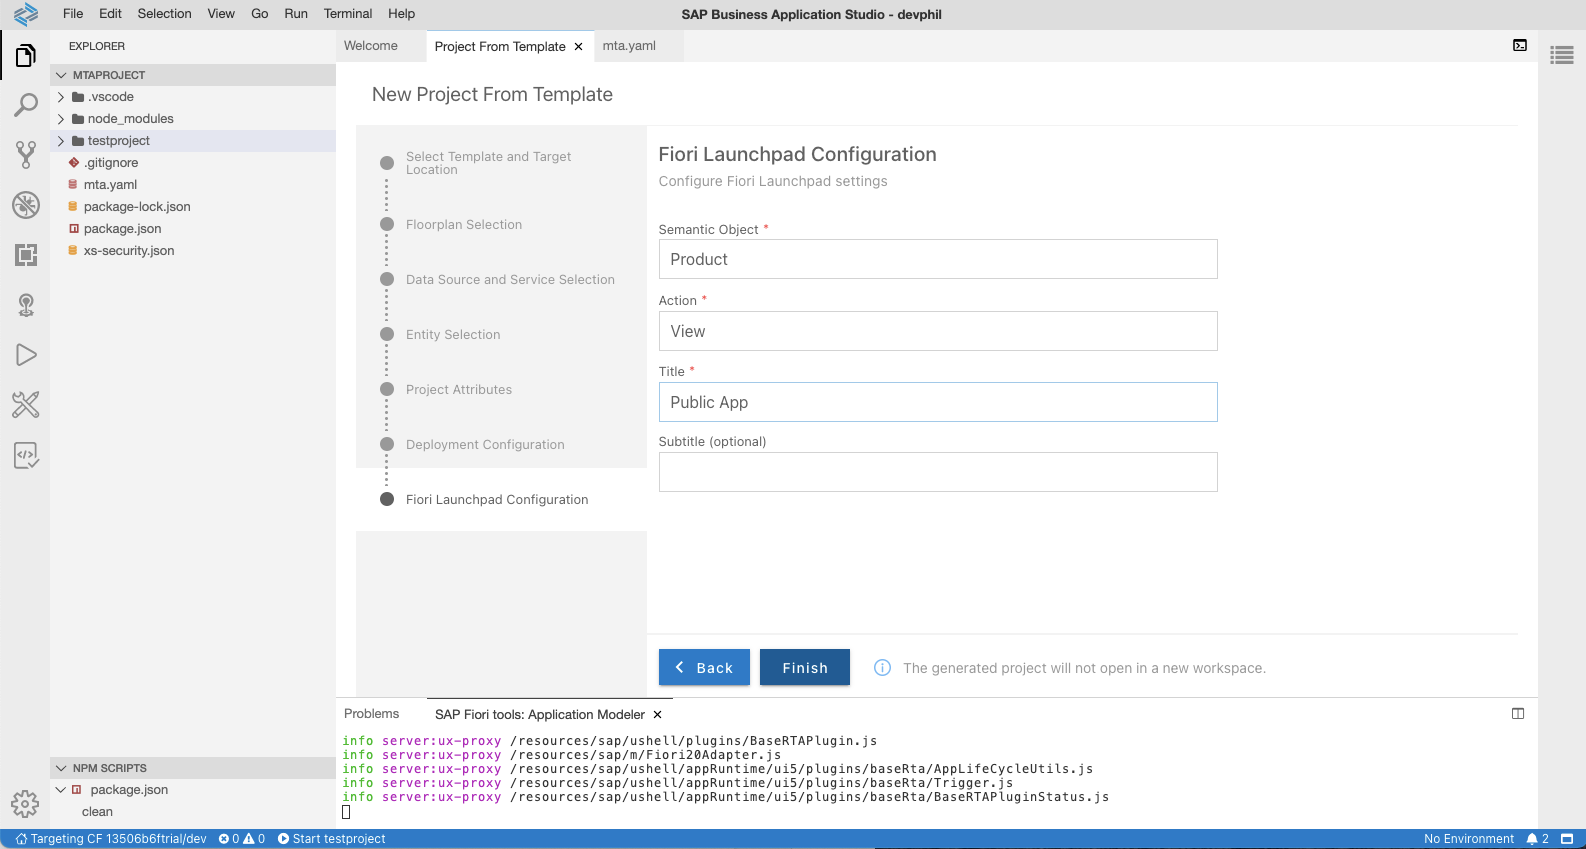 File Edit Selection View Go Run Terminal Help
SAP Business Application Studio - devphil
EXPLORER
MTAPROJECT
.vscode
node_modules
testproject
.gitignore
mta.yaml
package-lock.json
package.json
xs-security.json
NPM SCRIPTS
package.json
clean
Welcome
Project From Template
mta.yaml
New Project From Template
Select Template and Target
Location
Floorplan Selection
Data Source and Service Selection
Entity Selection
Project Attributes
Deployment Configuration
Fiori Launchpad Configuration
Fiori Launchpad Configuration
Configure Fiori Launchpad settings
Semantic Object *
Product
Action *
View
Title *
Public App
Subtitle (optional)
Back
Finish
The generated project will not open in a new workspace.
Problems
SAP Fiori tools: Application Modeler
info server:ux-proxy /resources/sap/ushell/plugins/BaseRTAPlugin.js
info server:ux-proxy /resources/sap/m/Fiori20Adapter.js
info server:ux-proxy /resources/sap/ushell/appRuntime/ui5/plugins/baseRta/AppLifeCycleUtils.js
info server:ux-proxy /resources/sap/ushell/appRuntime/ui5/plugins/baseRta/Trigger.js
info server:ux-proxy /resources/sap/ushell/appRuntime/ui5/plugins/baseRta/BaseRTAPluginStatus.js
Targeting CF 13506b6ftrial/dev 0 0 Start testproject
No Environment 2